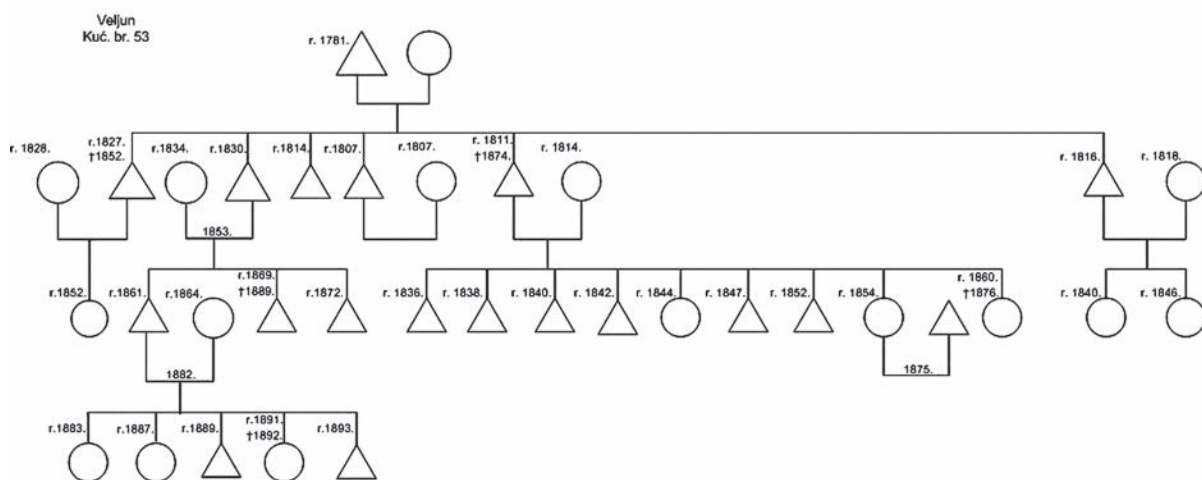 Veljun
Kuć. br. 53
r. 1781.
r. 1828.
r.1827.
†1852.
r.1834.
r.1830.
r.1814.
r.1807.
r.1807.
r. 1811.
†1874.
r. 1814.
r. 1816.
r. 1818.
1853.
r.1852.
r.1861.
r.1864.
r.1869.
†1889.
r.1872.
r. 1836.
r. 1838.
r. 1840.
r. 1842.
r. 1844.
r. 1847.
r. 1852.
r. 1854.
r. 1860.
†1876.
r. 1840.
r. 1846.
1882.
1875.
r.1883.
r.1887.
r.1889.
r.1891.
†1892.
r.1893.